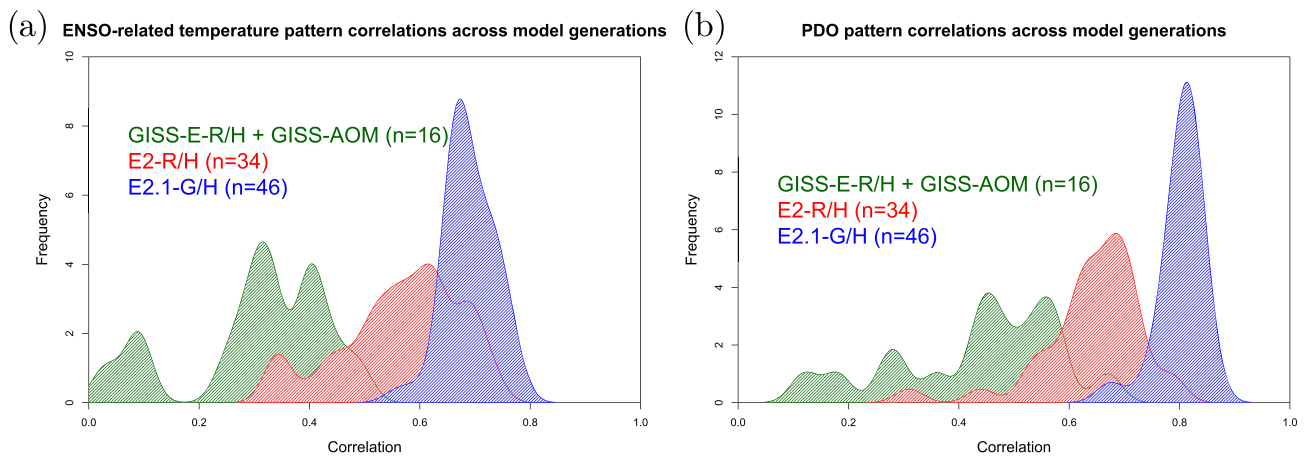 (a)
ENSO-related temperature pattern correlations across model generations
10
8
6
4
2
0
Frequency
GISS-E-R/H + GISS-AOM (n=16)
E2-R/H (n=34)
E2.1-G/H (n=46)
0.0 0.2 0.4 0.6 0.8 1.0
Correlation
(b)
PDO pattern correlations across model generations
12
10
8
6
4
2
0
Frequency
GISS-E-R/H + GISS-AOM (n=16)
E2-R/H (n=34)
E2.1-G/H (n=46)
0.0 0.2 0.4 0.6 0.8 1.0
Correlation